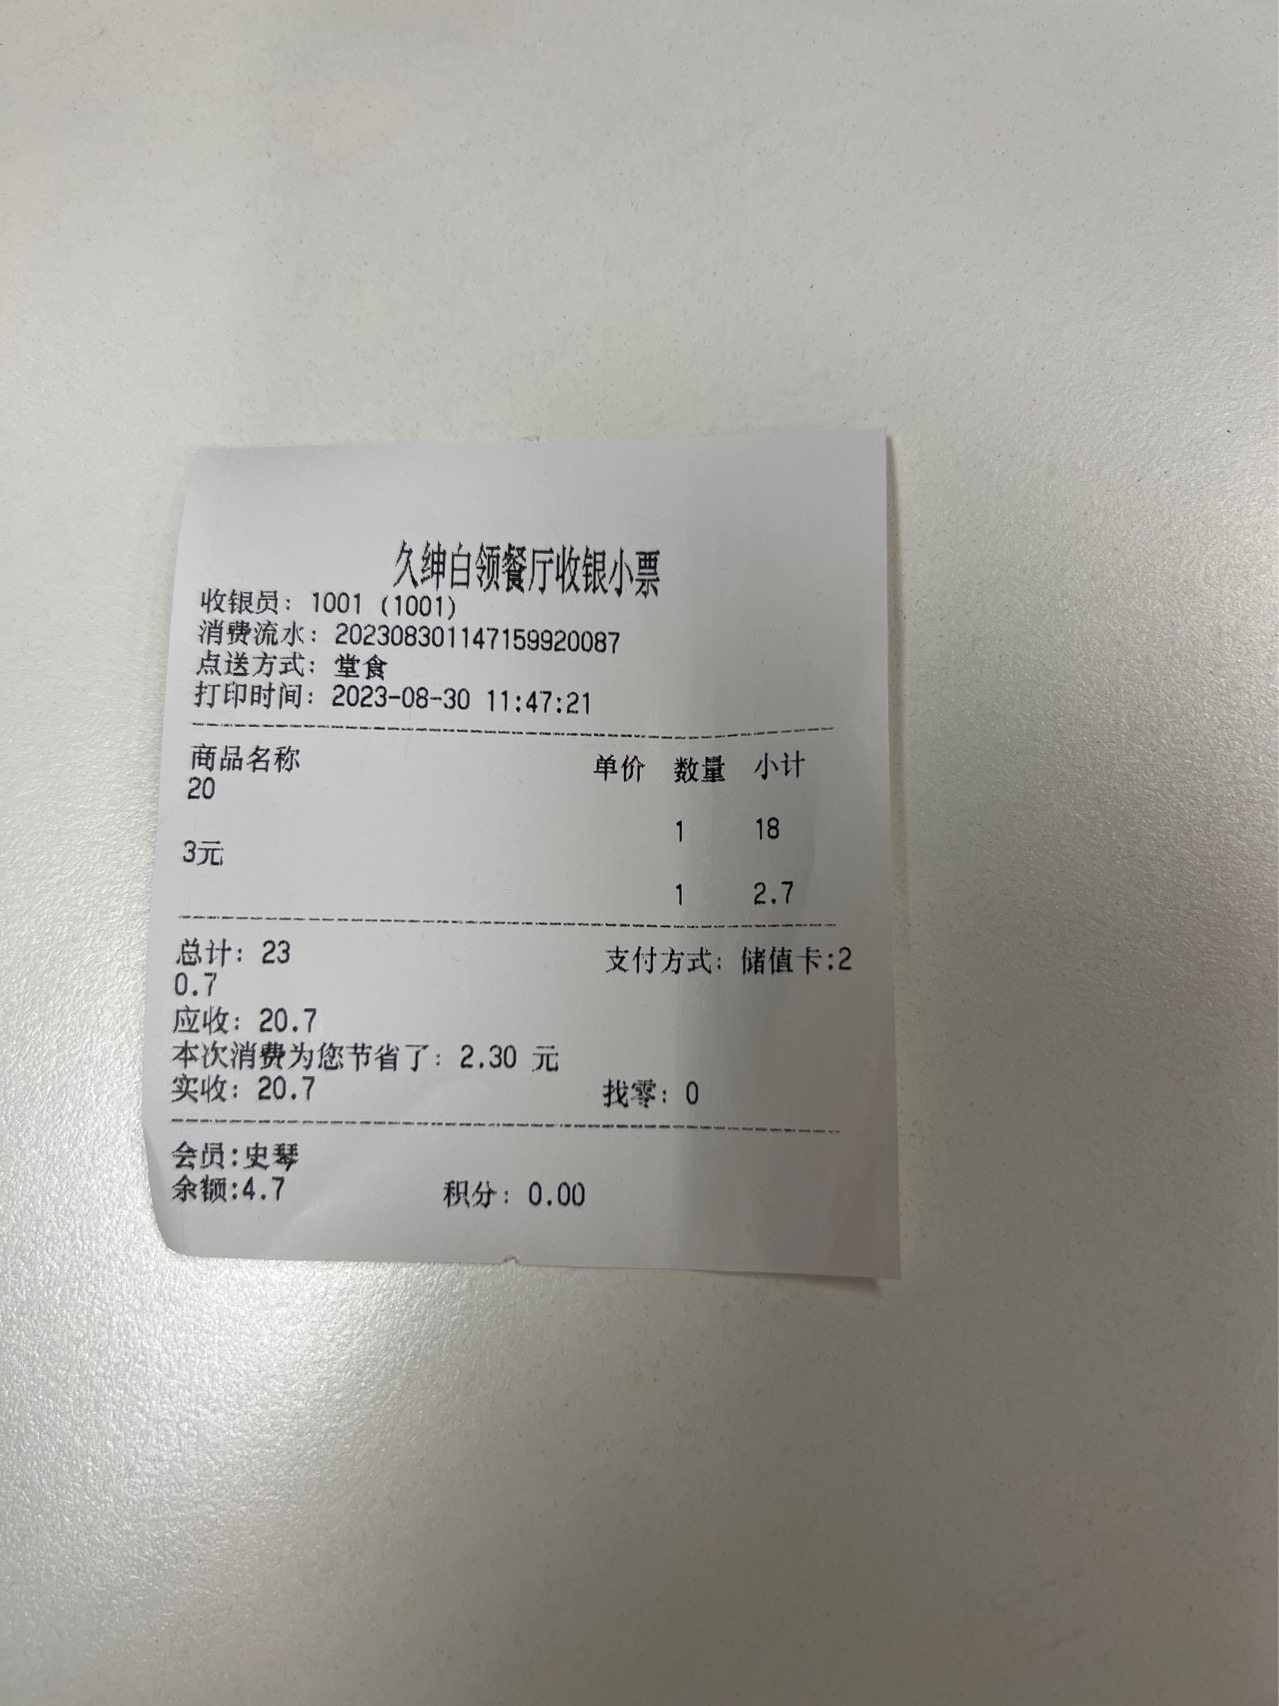 久绅白领餐厅收银小票
收银员：1001 (1001)
消费流水：202308301147159920087
点送方式：堂食
打印时间：2023-08-30 11:47:21
商品名称 单价 数量 小计
20
1 18
3元
1 2.7
总计：23 支付方式：储值卡:2
0.7
应收：20.7
本次消费为您节省了：2.30 元
实收：20.7 找零：0
会员:史琴
余额:4.7 积分：0.00